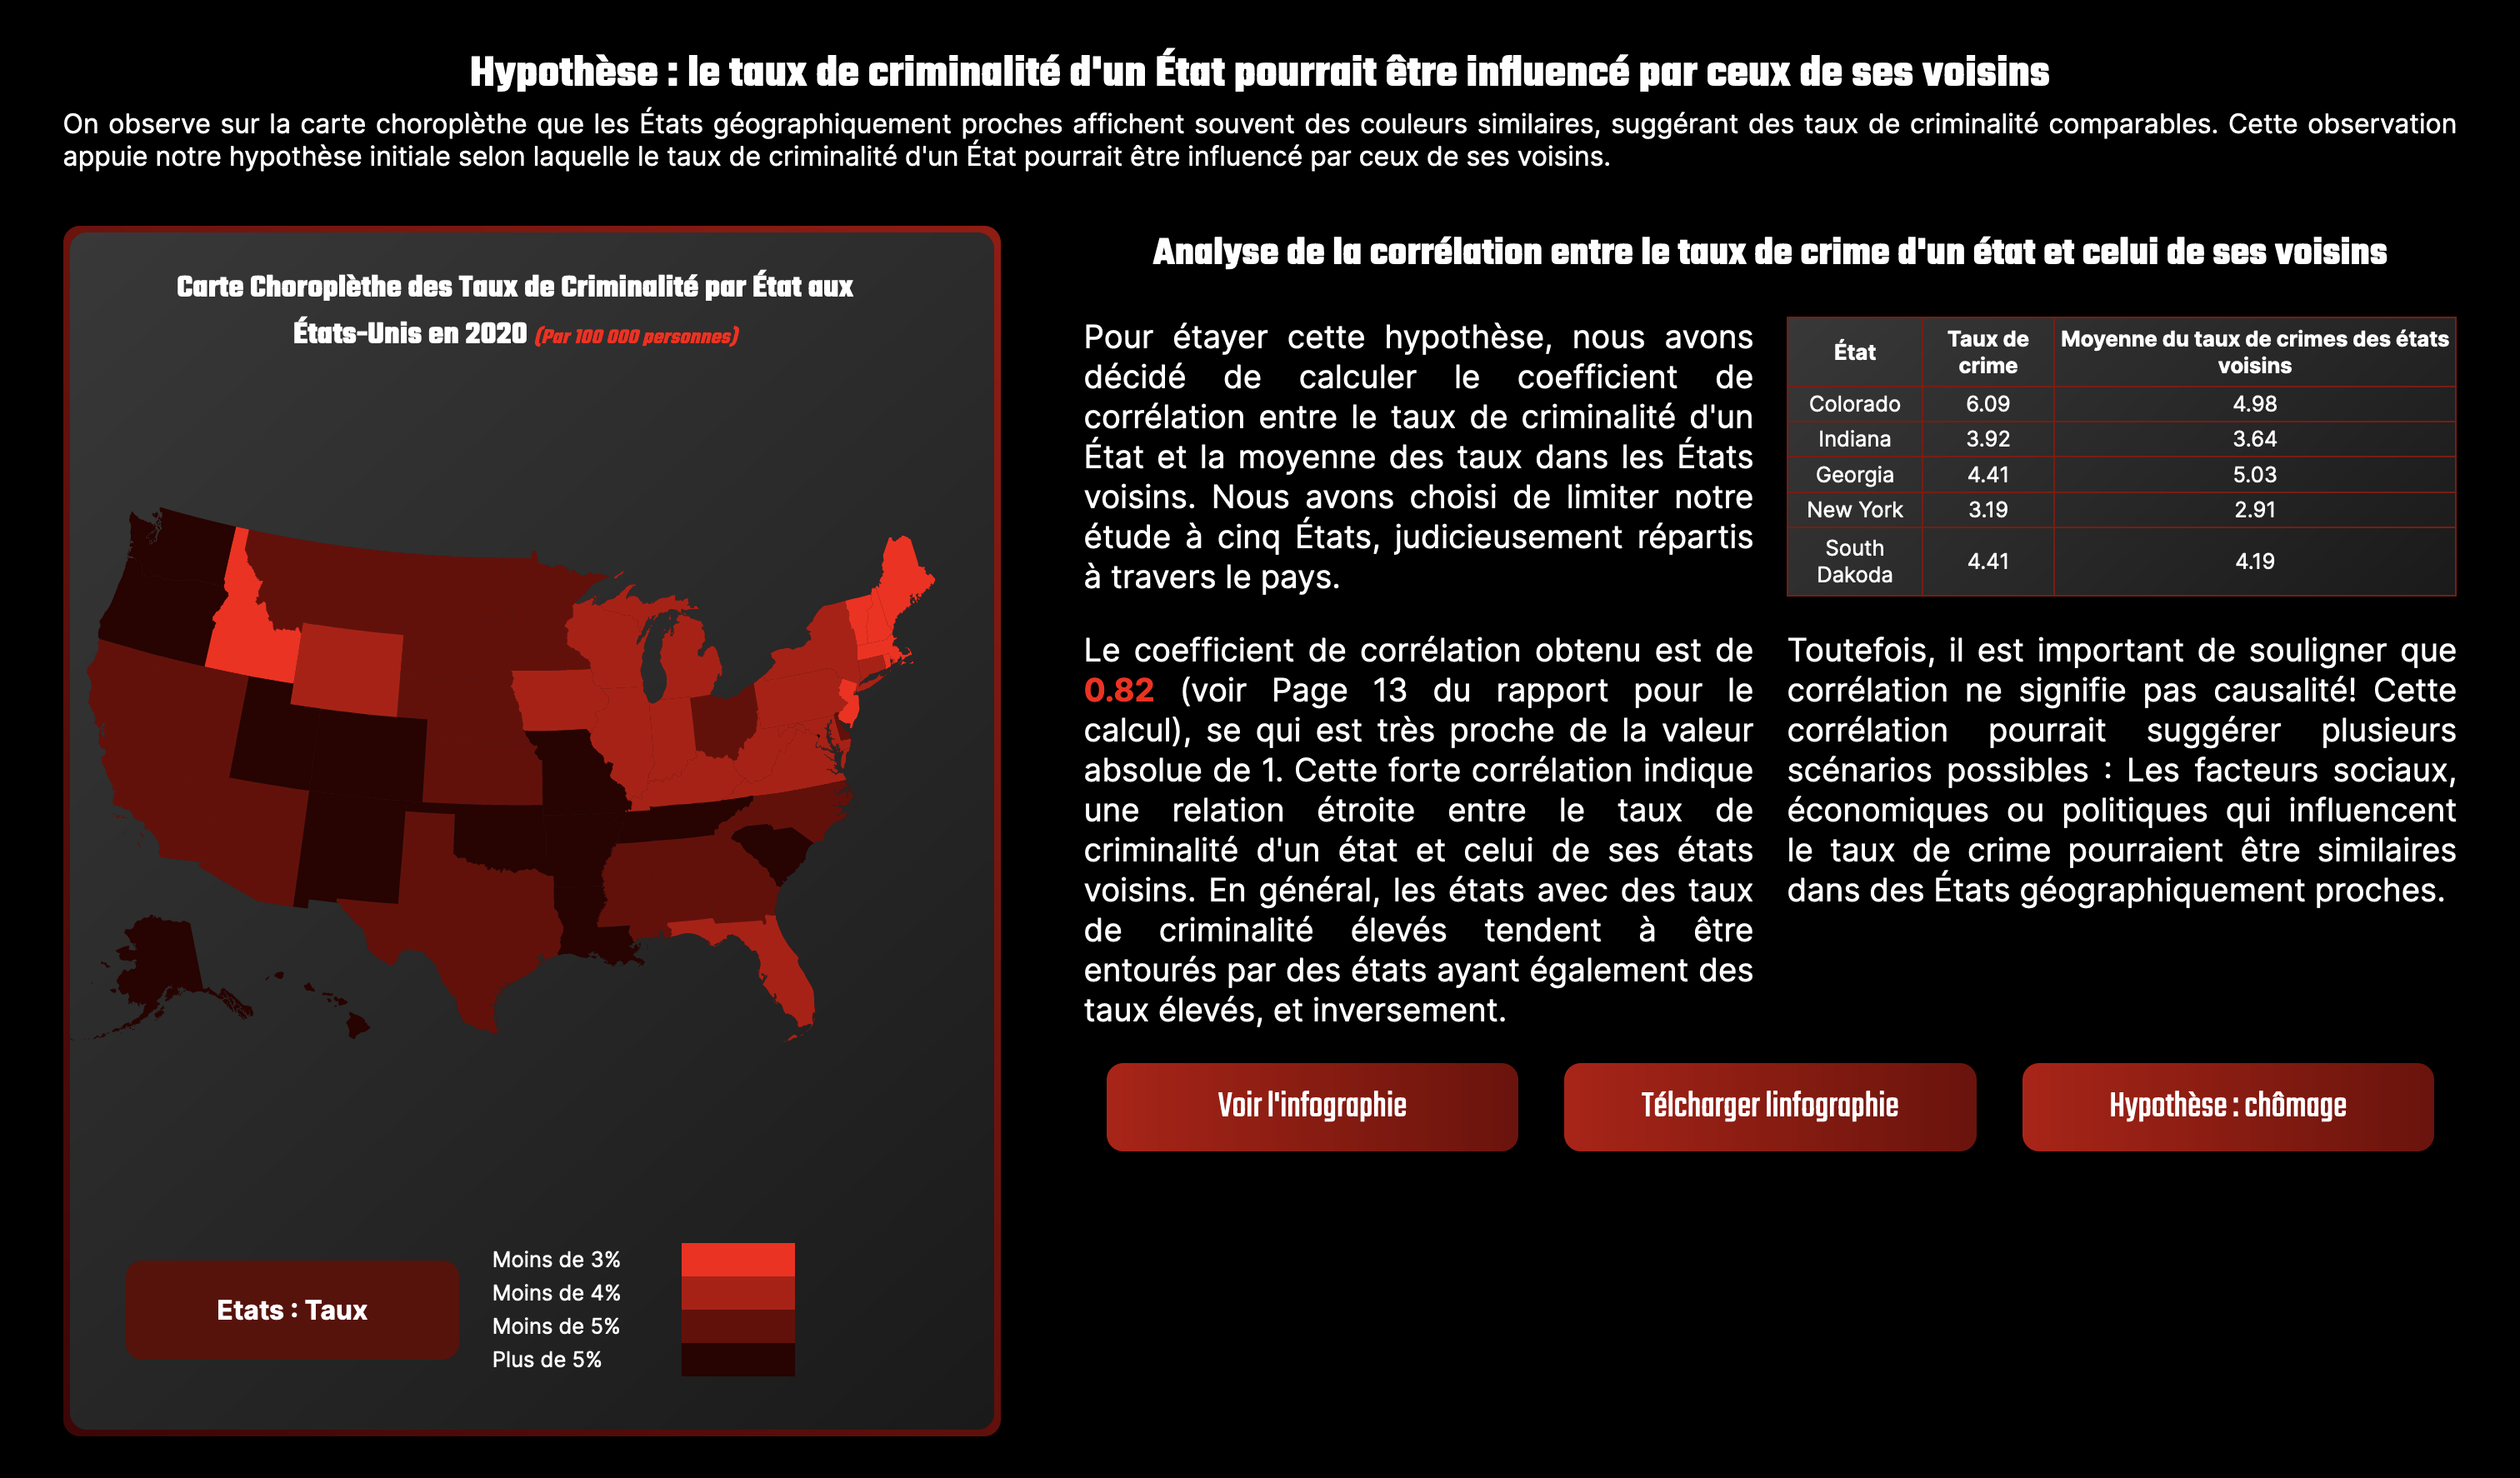 Hypothèse : le taux de criminalité d'un État pourrait être influencé par ceux de ses voisins
On observe sur la carte choroplèthe que les États géographiquement proches affichent souvent des couleurs similaires, suggérant des taux de criminalité comparables. Cette observation
appuie notre hypothèse initiale selon laquelle le taux de criminalité d'un État pourrait être influencé par ceux de ses voisins.
Carte Choroplèthe des Taux de Criminalité par État aux
États-Unis en 2020 (Par 100 000 personnes)
Moins de 3%
Moins de 4%
Moins de 5%
Plus de 5%
Etats : Taux
Analyse de la corrélation entre le taux de crime d'un état et celui de ses voisins
Pour étayer cette hypothèse, nous avons
décidé de calculer le coefficient de
corrélation entre le taux de criminalité d'un
État et la moyenne des taux dans les États
voisins. Nous avons choisi de limiter notre
étude à cinq États, judicieusement répartis
à travers le pays.
État Taux de crime Moyenne du taux de crimes des états voisins
Colorado 6.09 4.98
Indiana 3.92 3.64
Georgia 4.41 5.03
New York 3.19 2.91
South Dakoda 4.41 4.19
Le coefficient de corrélation obtenu est de
0.82 (voir Page 13 du rapport pour le
calcul), se qui est très proche de la valeur
absolue de 1. Cette forte corrélation indique
une relation étroite entre le taux de
criminalité d'un état et celui de ses états
voisins. En général, les états avec des taux
de criminalité élevés tendent à être
entourés par des états ayant également des
taux élevés, et inversement.
Toutefois, il est important de souligner que
corrélation ne signifie pas causalité! Cette
corrélation pourrait suggérer plusieurs
scénarios possibles : Les facteurs sociaux,
économiques ou politiques qui influencent
le taux de crime pourraient être similaires
dans des États géographiquement proches.
Voir l'infographie
Télcharger linfographie
Hypothèse : chômage